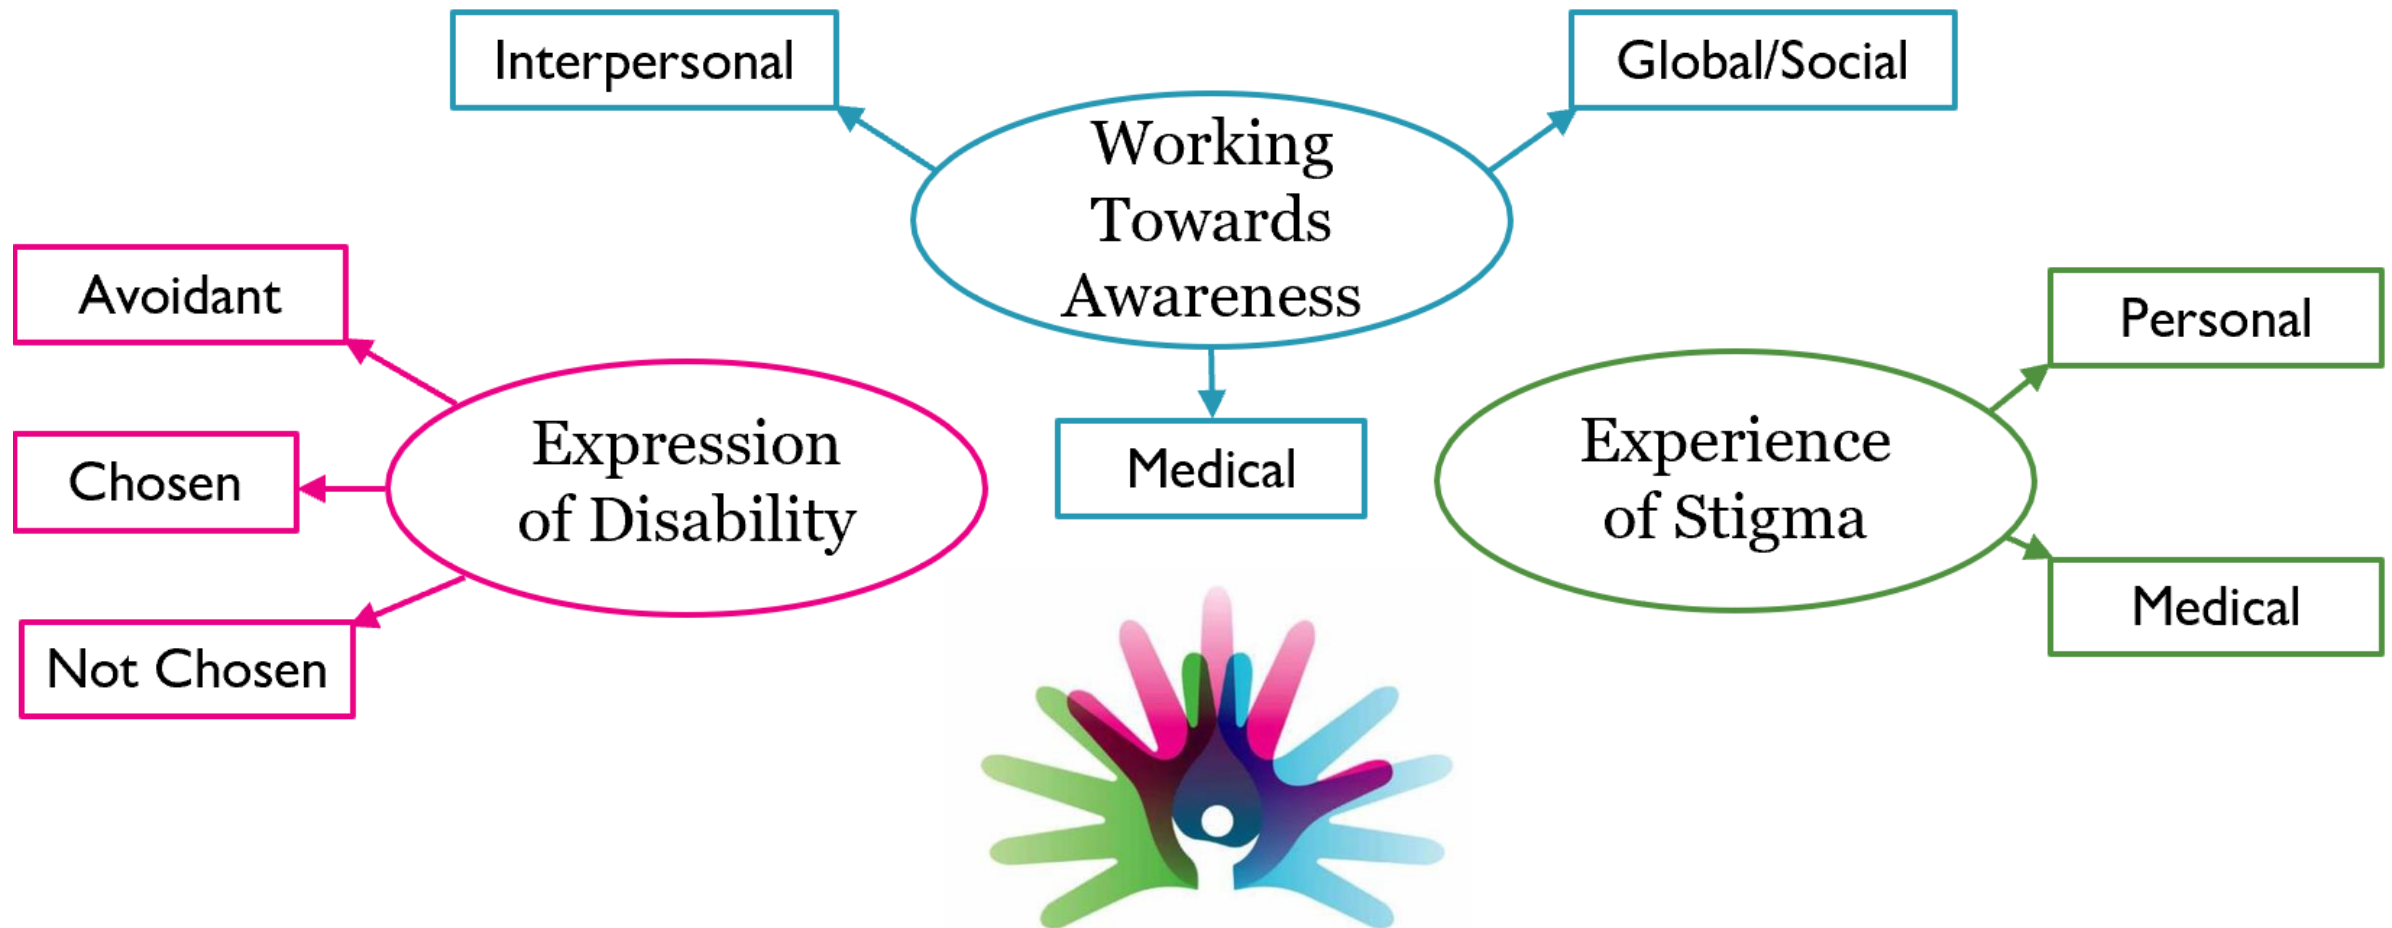 Interpersonal
Global/Social
Working
Towards
Awareness
Avoidant
Chosen
Not Chosen
Expression
of Disability
Medical
Experience
of Stigma
Personal
Medical